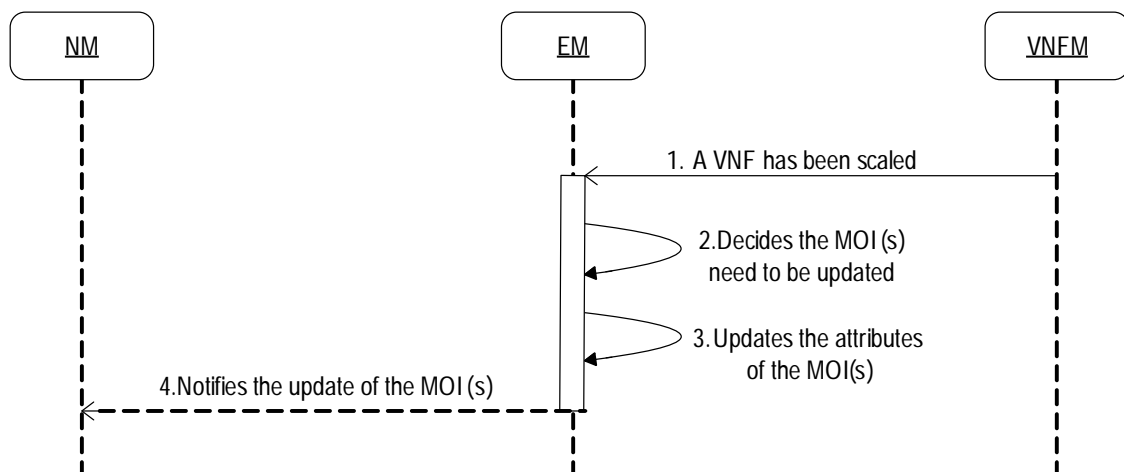 NM
EM
VNFM
1. A VNF has been scaled
2.Decides the MOI (s)
need to be updated
3.Updates the attributes
of the MOI(s)
4.Notifies the update of the MOI (s)